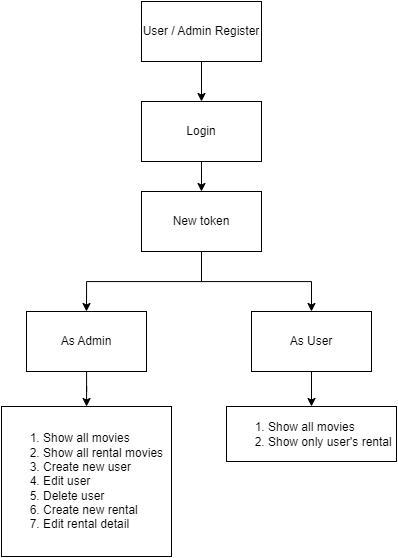 User / Admin Register
Login
New token
As Admin
As User
1. Show all movies
2. Show all rental movies
3. Create new user
4. Edit user
5. Delete user
6. Create new rental
7. Edit rental detail
1. Show all movies
2. Show only user's rental